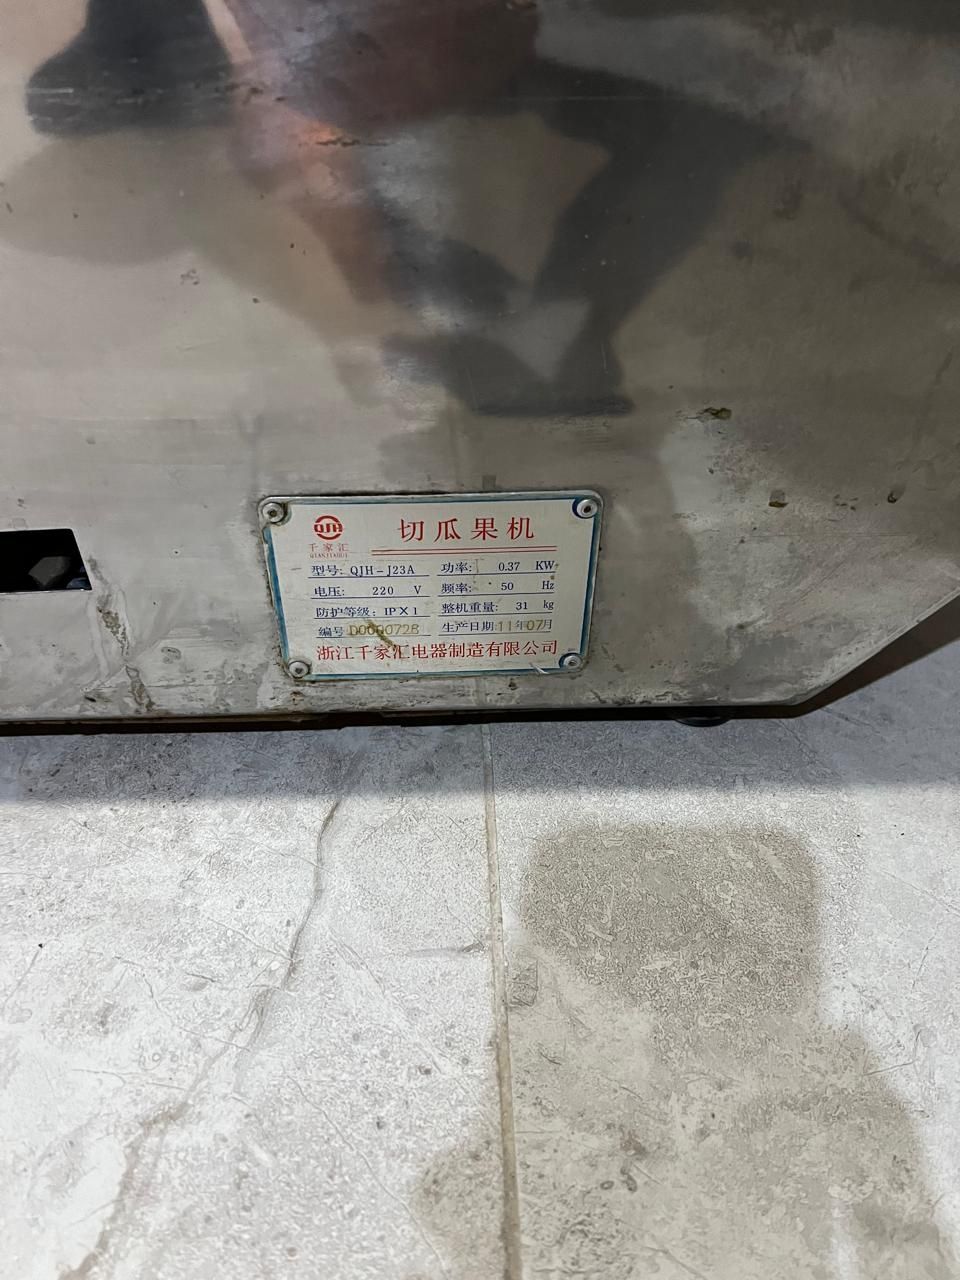 QJH
千家汇
QIANJIAHUI
切瓜果机
型号: QJH-J23A 功率: 0.37 KW
电压: 220 V 频率: 50 Hz
防护等级: IPX1 整机重量: 31 kg
编号 D0000728 生产日期:11年07月
浙江千家汇电器制造有限公司